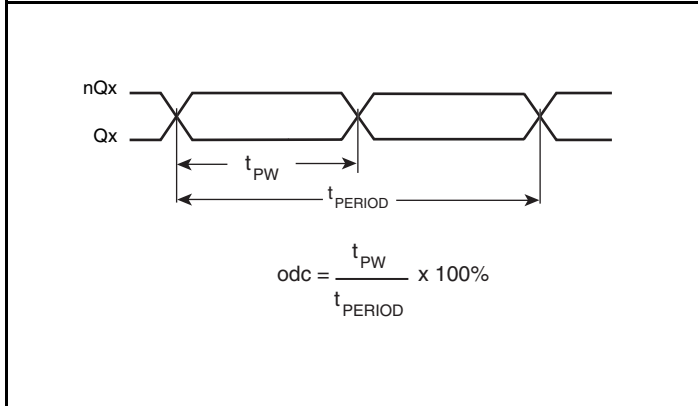 nQx
Qx
tPW
tPERIOD
odc = tPW / tPERIOD x 100%